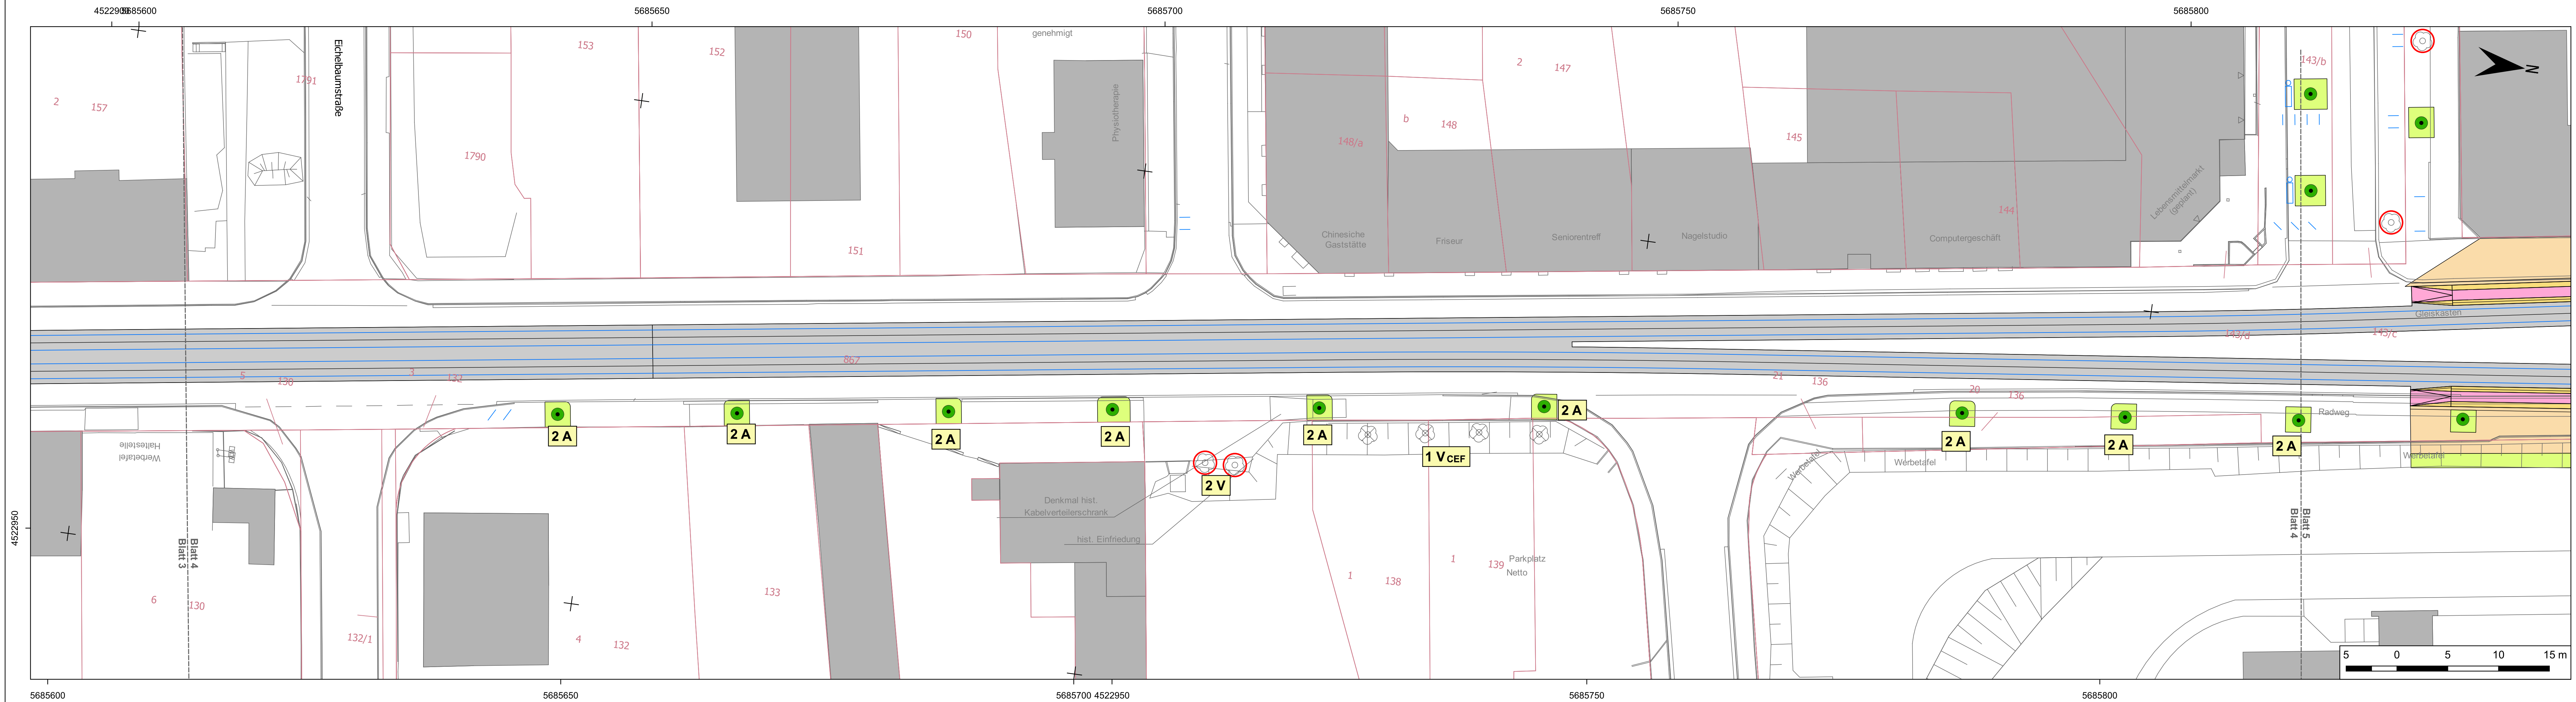 4522900
5685600
5685650
5685700
5685750
5685800
153
152
150
genehmigt
2
147
143/b
N
2
157
1791
Eichelbaumstraße
1790
151
Physiotherapie
148/a
b
148
145
144
Lebensmittelmarkt
(geplant)
Chinesiche
Gaststätte
Friseur
Seniorentreff
Nagelstudio
Computergeschäft
Gleiskasten
143/d
143/c
867
5
130
3
132
21
136
20
136
Radweg
2 A
2 A
2 A
2 A
2 A
2 A
2 A
2 A
2 A
1 V CEF
2 V
Haltestelle
Werbetafel
Werbetafel
Werbetafel
Werbetafel
Denkmal hist.
Kabelverteilerschrank
hist. Einfriedung
Parkplatz
Netto
Blatt 4
Blatt 3
Blatt 5
Blatt 4
6
130
132/1
4
132
133
1
138
1
139
4522950
5 0 5 10 15 m
5685600
5685650
5685700
4522950
5685750
5685800